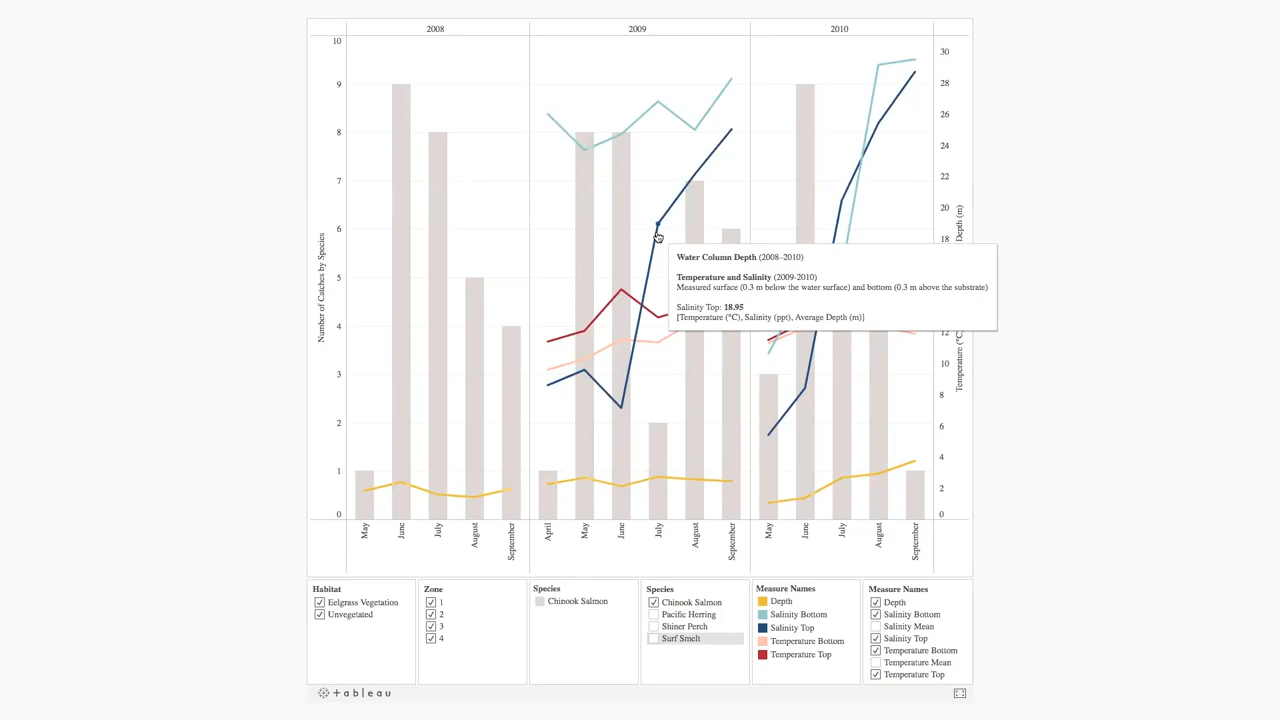 2008 2009 2010
10
9
8
7
6
5
4
3
2
1
0
Number of Catches by Species
30
28
26
24
22
20
18
12
10
8
6
4
2
0
Depth (m)
Temperature (°C)
Water Column Depth (2008-2010)
Temperature and Salinity (2009-2010)
Measured surface (0.3 m below the water surface) and bottom (0.3 m above the substrate)
Salinity Top: 18.95
[Temperature (°C), Salinity (ppt), Average Depth (m)]
May June July August September April May June July August September May June July August September
Habitat
Eelgrass Vegetation
Unvegetated
Zone
1
2
3
4
Species
Chinook Salmon
Species
Chinook Salmon
Pacific Herring
Shiner Perch
Surf Smelt
Measure Names
Depth
Salinity Bottom
Salinity Top
Temperature Bottom
Temperature Top
Measure Names
Depth
Salinity Bottom
Salinity Mean
Salinity Top
Temperature Bottom
Temperature Mean
Temperature Top
+ a b l e a u